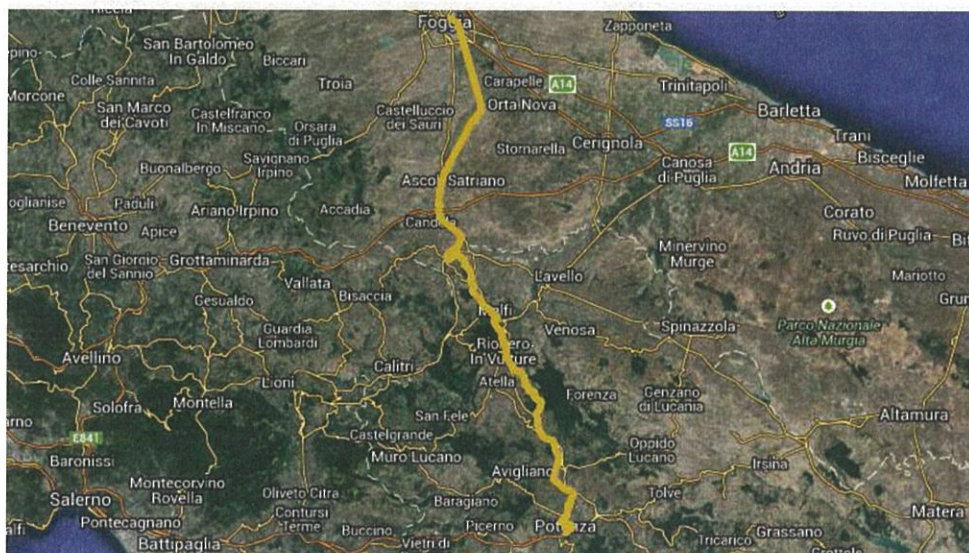 Foggia
Zapponeta
San Bartolomeo
In Galdo
Biccari
Troia
Carapelle
A14
Trinitapoli
Colle Sannita
Morcone
San Marco
dei Cavoti
Castelfranco
In Miscano
Orsara
di Puglia
Castelluccio
dei Sauri
Orta Nova
SS16
Barletta
Trani
Bisceglie
Molfetta
Stornarella
Cerignola
Canosa
di Puglia
A14
Andria
Savignano
Irpino
Buonalbergo
Ascoli Satriano
Paduli
Ariano Irpino
Accadia
Candela
Corato
Ruvo di Puglia
Benevento
Apice
San Giorgio
del Sannio
Grottaminarda
Vallata
Bisaccia
Lavello
Minervino
Murge
Mariotto
Gesualdo
Guardia
Lombardi
Melfi
Venosa
Spinazzola
Parco Nazionale
Alta Murgia
Rionero
In Vulture
Avellino
Calitri
Atella
Lioni
Forenza
Genzano
di Lucania
Solofra
Montella
San Fele
Altamura
E841
Castelgrande
Baronissi
Muro Lucano
Oppido
Lucano
Irsina
Avigliano
Montecorvino
Rovella
Oliveto Citra
Baragiano
Tolve
Matera
Salerno
Pontecagnano
Contursi
Terme
Buccino
Picerno
Potenza
Grassano
Battipaglia
Vietri di
Tricarico